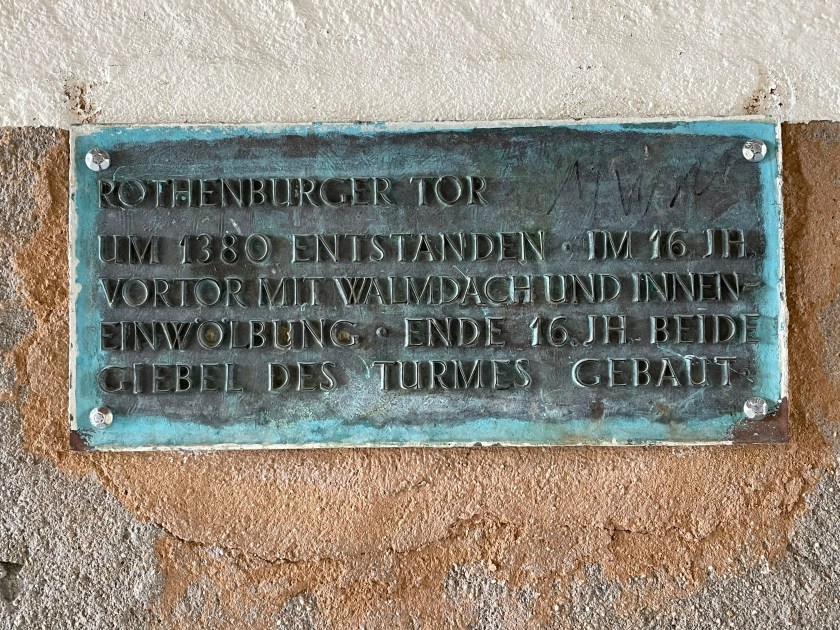 ROTHENBURGER TOR
UM 1380 ENTSTANDEN · IM 16. JH.
VORTOR MIT WALMDACH UND INNEN-
EINWÖLBUNG · ENDE 16. JH. BEIDE
GIEBEL DES TURMES GEBAUT·